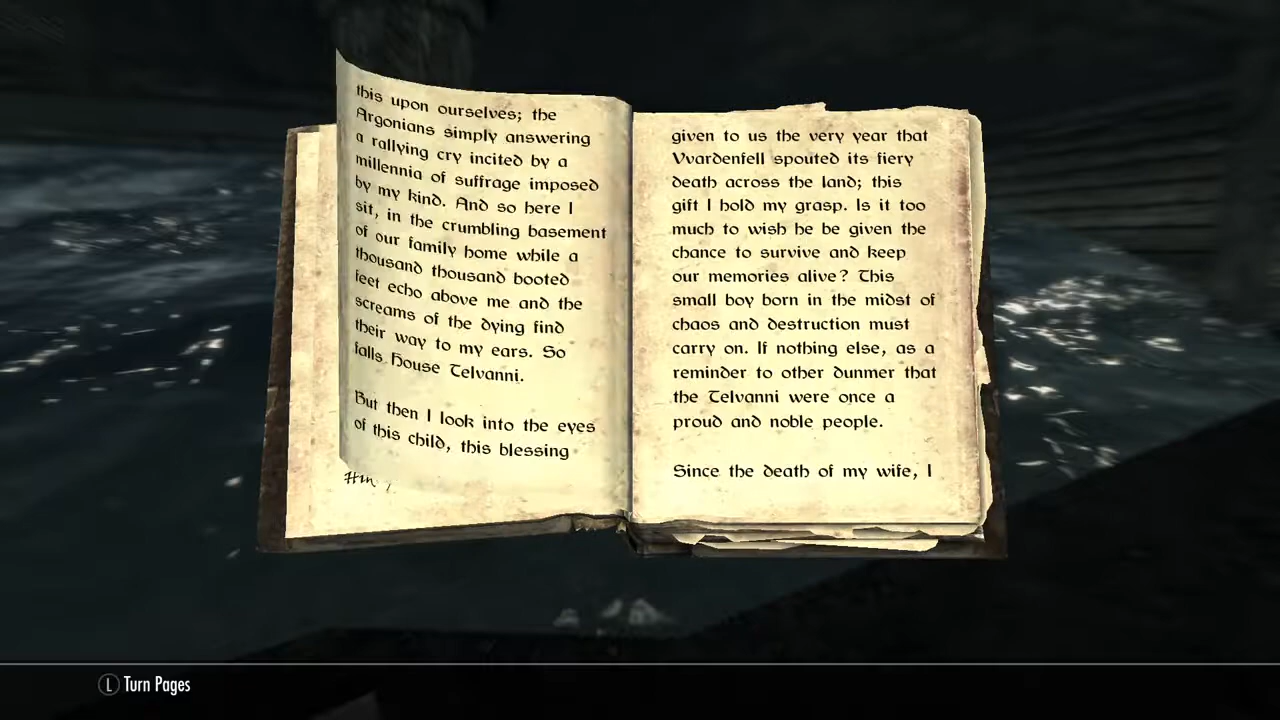 this upon ourselves; the
Argonians simply answering
a rallying cry incited by a
millennia of suffrage imposed
by my kind. And so here I
sit, in the crumbling basement
of our family home while a
thousand thousand booted
feet echo above me and the
screams of the dying find
their way to my ears. So
falls House Telvanni.
But then I look into the eyes
of this child, this blessing
given to us the very year that
Vvardenfell spouted its fiery
death across the land; this
gift I hold my grasp. Is it too
much to wish he be given the
chance to survive and keep
our memories alive? This
small boy born in the midst of
chaos and destruction must
carry on. If nothing else, as a
reminder to other dunmer that
the Telvanni were once a
proud and noble people.
Since the death of my wife, I
L Turn Pages